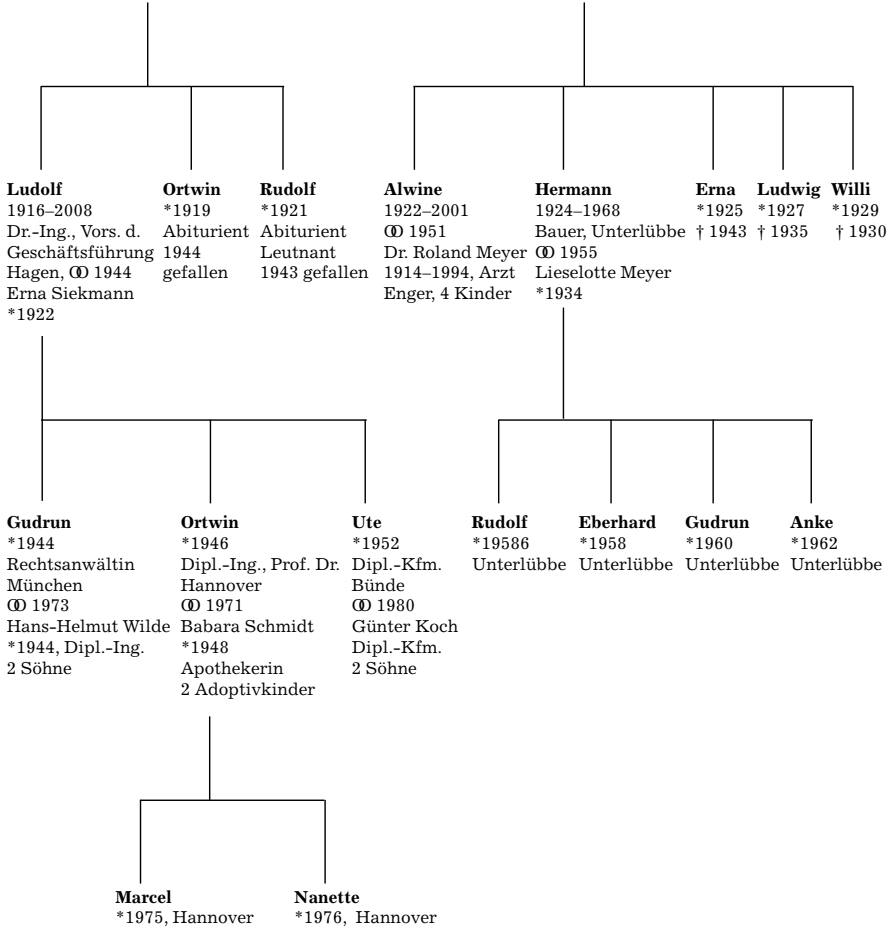 Ludolf
1916–2008
Dr.-Ing., Vors. d.
Geschäftsführung
Hagen, ⚭ 1944
Erna Siekmann
*1922
Ortwin
*1919
Abiturient
1944
gefallen
Rudolf
*1921
Abiturient
Leutnant
1943 gefallen
Alwine
1922–2001
⚭ 1951
Dr. Roland Meyer
1914–1994, Arzt
Enger, 4 Kinder
Hermann
1924–1968
Bauer, Unterlübbe
⚭ 1955
Lieselotte Meyer
*1934
Erna
*1925
† 1943
Ludwig
*1927
† 1935
Willi
*1929
† 1930
Gudrun
*1944
Rechtsanwältin
München
⚭ 1973
Hans-Helmut Wilde
*1944, Dipl.-Ing.
2 Söhne
Ortwin
*1946
Dipl.-Ing., Prof. Dr.
Hannover
⚭ 1971
Babara Schmidt
*1948
Apothekerin
2 Adoptivkinder
Ute
*1952
Dipl.-Kfm.
Bünde
⚭ 1980
Günter Koch
Dipl.-Kfm.
2 Söhne
Rudolf
*19586
Unterlübbe
Eberhard
*1958
Unterlübbe
Gudrun
*1960
Unterlübbe
Anke
*1962
Unterlübbe
Marcel
*1975, Hannover
Nanette
*1976, Hannover